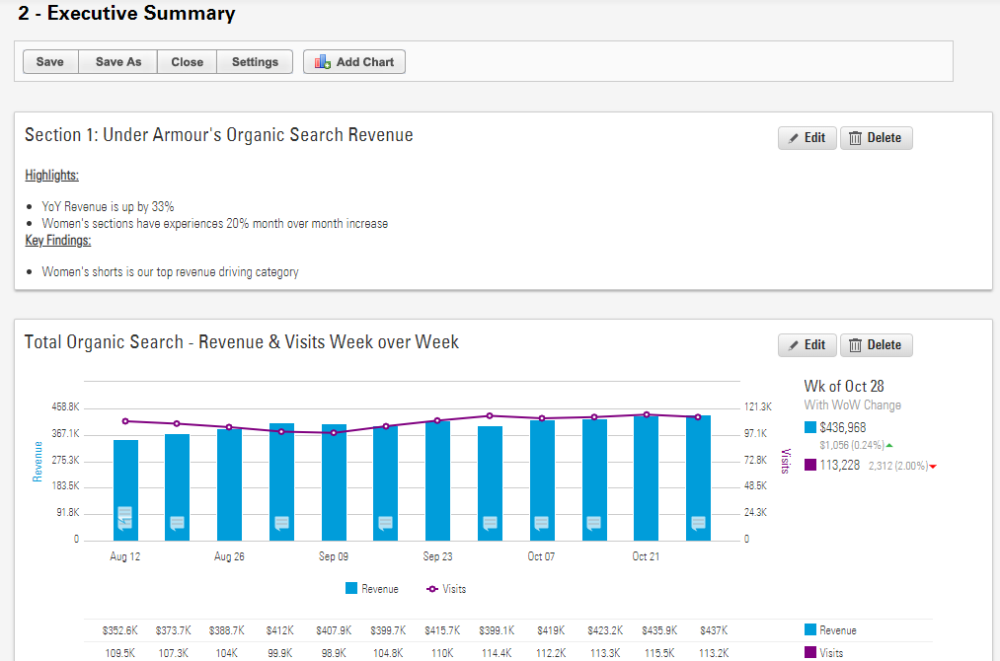 2 - Executive Summary
Save Save As Close Settings Add Chart
Section 1: Under Armour's Organic Search Revenue
Edit Delete
Highlights:
YoY Revenue is up by 33%
Women's sections have experiences 20% month over month increase
Key Findings:
Women's shorts is our top revenue driving category
Total Organic Search - Revenue & Visits Week over Week
Edit Delete
458.8K
367.1K
275.3K
183.5K
91.8K
0
Revenue
121.3K
97.1K
72.8K
48.5K
24.3K
0
Visits
Aug 12 Aug 26 Sep 09 Sep 23 Oct 07 Oct 21
Revenue Visits
Wk of Oct 28
With WoW Change
$436,968
$1,056 (0.24%)
113,228 2,312 (2.00%)
$352.6K $373.7K $388.7K $412K $407.9K $399.7K $415.7K $399.1K $419K $423.2K $435.9K $437K Revenue
109.5K 107.3K 104K 99.9K 98.9K 104.8K 110K 114.4K 112.2K 113.3K 115.5K 113.2K Visits